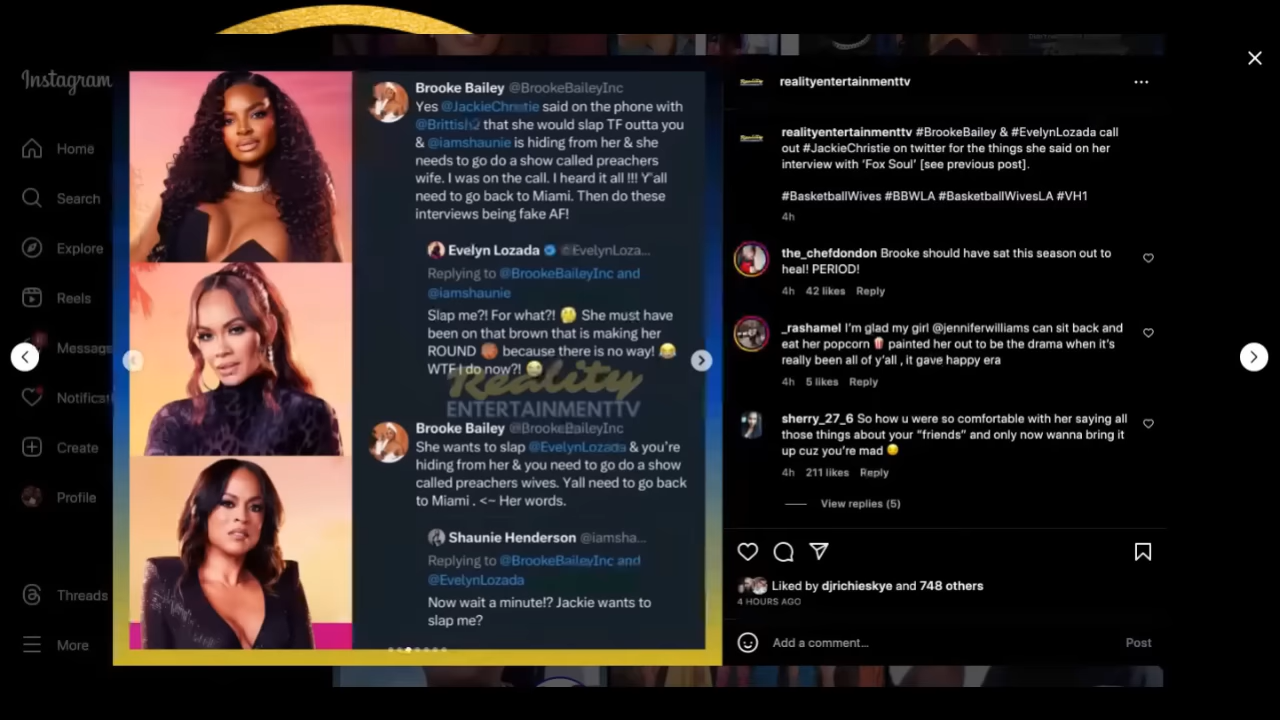 Instagram
Home
Search
Explore
Reels
Messag
Notificat
Create
Profile
Threads
More
Brooke Bailey @BrookeBaileyInc
Yes @JackieChristie said on the phone with
@Brittish that she would slap TF outta you
& @iamshaunie is hiding from her & she
needs to go do a show called preachers
wife. I was on the call. I heard it all !!! Y'all
need to go back to Miami. Then do these
interviews being fake AF!
Evelyn Lozada @EvelynLoza...
Replying to @BrookeBaileyInc and
@iamshaunie
Slap me?! For what?! 🤔 She must have
been on that brown that is making her
ROUND 🏀 because there is no way! 😂
WTF I do now?! 😂
Reality
ENTERTAINMENTTV
Brooke Bailey @BrookeBaileyInc
She wants to slap @EvelynLozada & you're
hiding from her & you need to go do a show
called preachers wives. Yall need to go back
to Miami . <~ Her words.
Shaunie Henderson @iamsha...
Replying to @BrookeBaileyInc and
@EvelynLozada
Now wait a minute!? Jackie wants to
slap me?
realityentertainmenttv
realityentertainmenttv #BrookeBailey & #EvelynLozada call
out #JackieChristie on twitter for the things she said on her
interview with ‘Fox Soul’ [see previous post].
#BasketballWives #BBWLA #BasketballWivesLA #VH1
4h
the_chefdondon Brooke should have sat this season out to
heal! PERIOD!
4h 42 likes Reply
_rashamel I’m glad my girl @jenniferwilliams can sit back and
eat her popcorn 🍿 painted her out to be the drama when it’s
really been all of y’all , it gave happy era
4h 5 likes Reply
sherry_27_6 So how u were so comfortable with her saying all
those things about your “friends” and only now wanna bring it
up cuz you’re mad 🌚
4h 211 likes Reply
View replies (5)
Liked by djrichieskye and 748 others
4 HOURS AGO
Add a comment...
Post